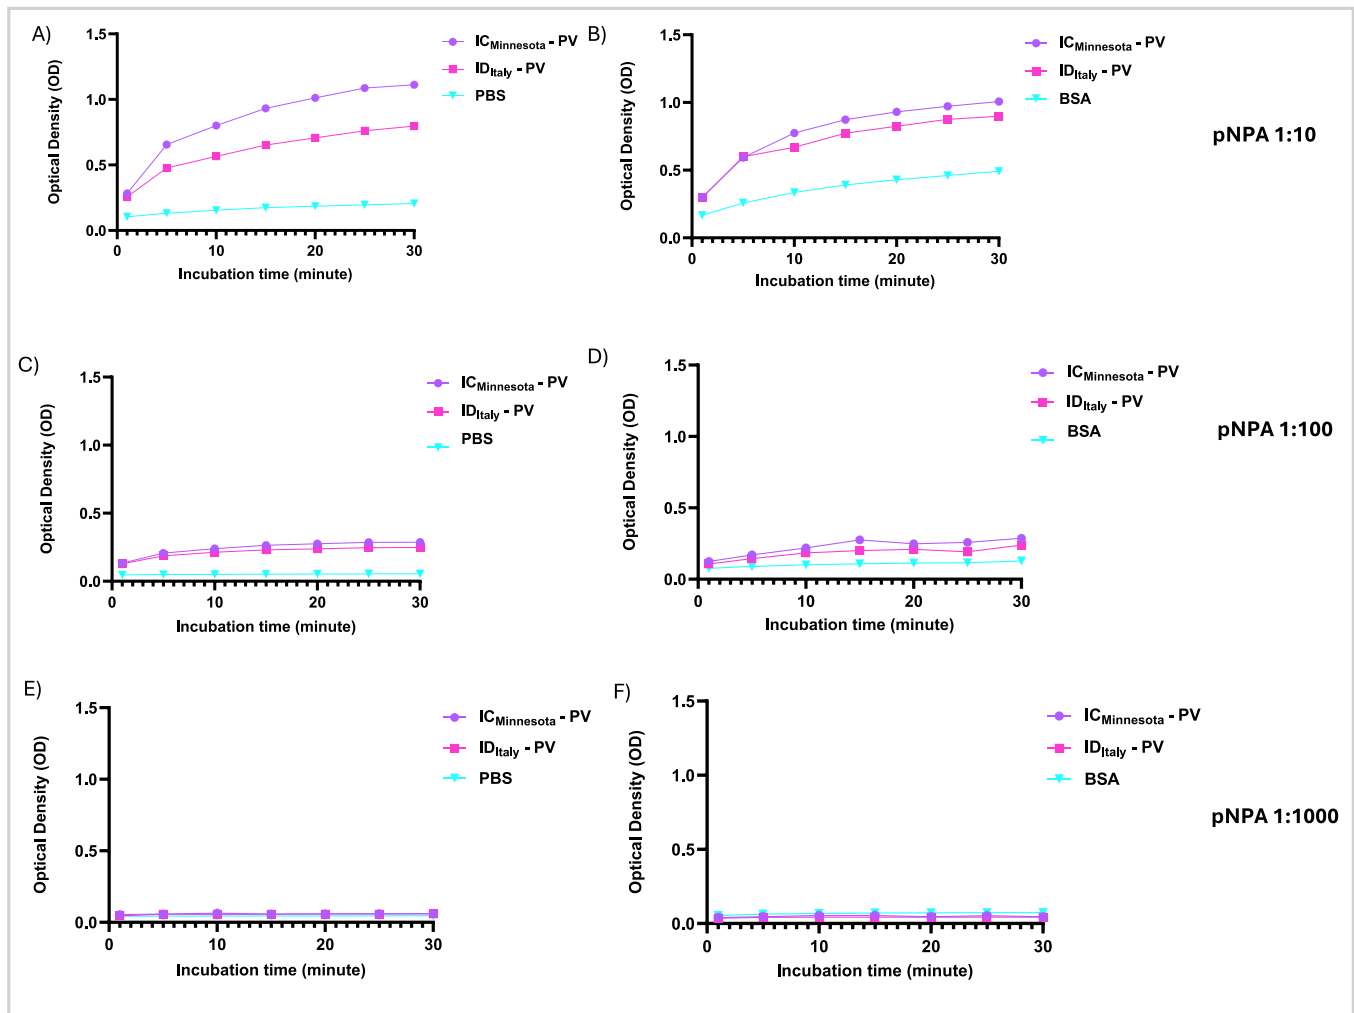 A)
1.5
1.0
0.5
0.0
0
10
20
30
Optical Density (OD)
Incubation time (minute)
ICMinnesota - PV
IDItaly - PV
PBS
B)
1.5
1.0
0.5
0.0
0
10
20
30
Optical Density (OD)
Incubation time (minute)
ICMinnesota - PV
IDItaly - PV
BSA
pNPA 1:10
C)
1.5
1.0
0.5
0.0
0
10
20
30
Optical Density (OD)
Incubation time (minute)
ICMinnesota - PV
IDItaly - PV
PBS
D)
1.5
1.0
0.5
0.0
0
10
20
30
Optical Density (OD)
Incubation time (minute)
ICMinnesota - PV
IDItaly - PV
BSA
pNPA 1:100
E)
1.5
1.0
0.5
0.0
0
10
20
30
Optical Density (OD)
Incubation time (minute)
ICMinnesota - PV
IDItaly - PV
PBS
F)
1.5
1.0
0.5
0.0
0
10
20
30
Optical Density (OD)
Incubation time (minute)
ICMinnesota - PV
IDItaly - PV
BSA
pNPA 1:1000